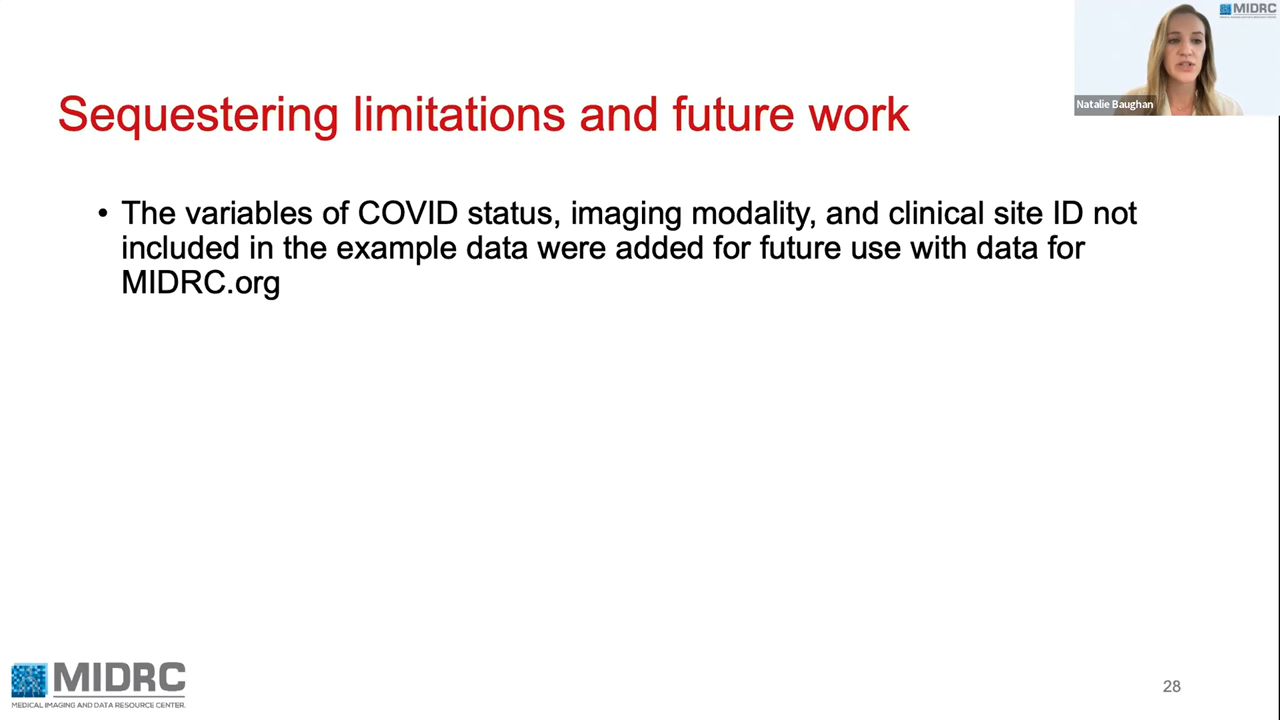 MIDRC
Natalie Baughan
Sequestering limitations and future work
• The variables of COVID status, imaging modality, and clinical site ID not
included in the example data were added for future use with data for
MIDRC.org
MIDRC
MEDICAL IMAGING AND DATA RESOURCE CENTER.
28